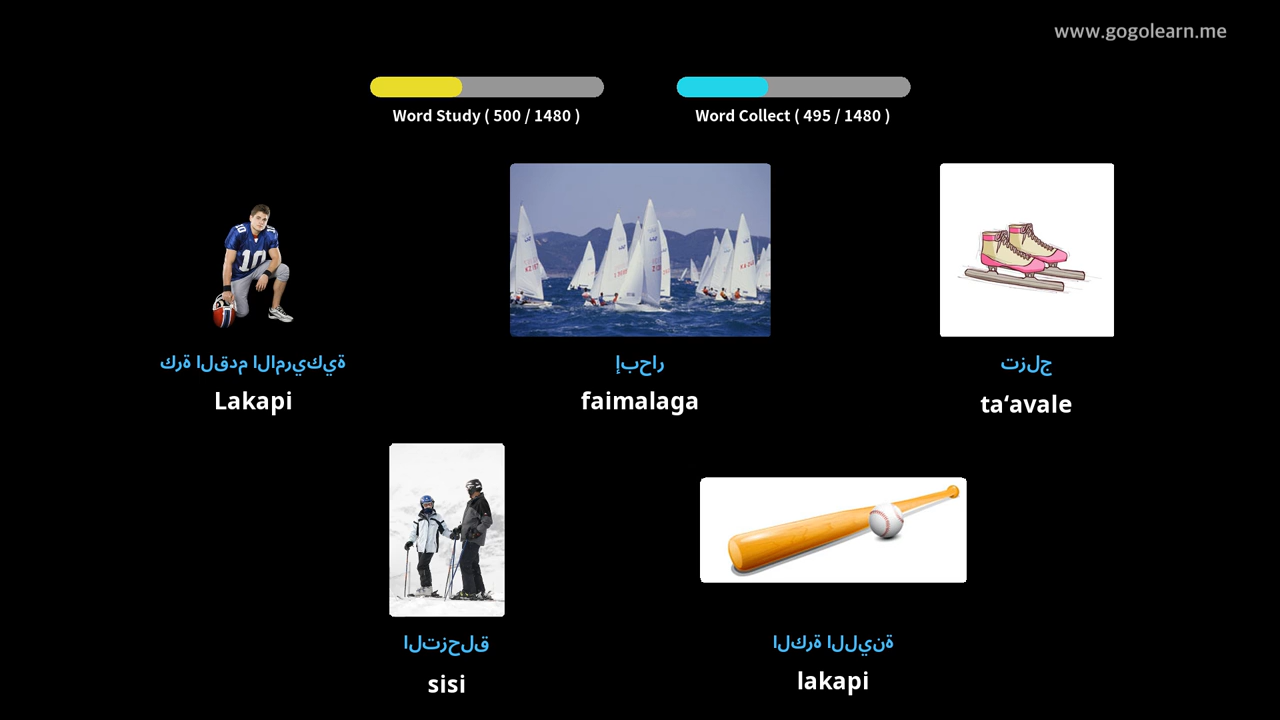 www.gogolearn.me
Word Study ( 500 / 1480 )
Word Collect ( 495 / 1480 )
كرة القدم الامريكية
Lakapi
إبحار
faimalaga
تزلج
ta‘avale
التزحلق
sisi
الكرة اللينة
lakapi